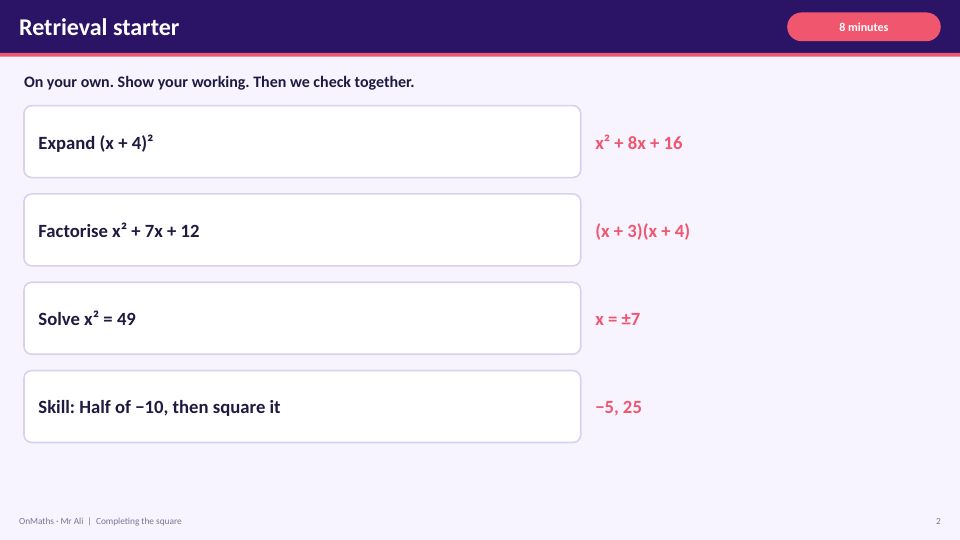 Retrieval starter
8 minutes
On your own. Show your working. Then we check together.
Expand (x + 4)²
x² + 8x + 16
Factorise x² + 7x + 12
(x + 3)(x + 4)
Solve x² = 49
x = ±7
Skill: Half of −10, then square it
−5, 25
OnMaths · Mr Ali | Completing the square
2